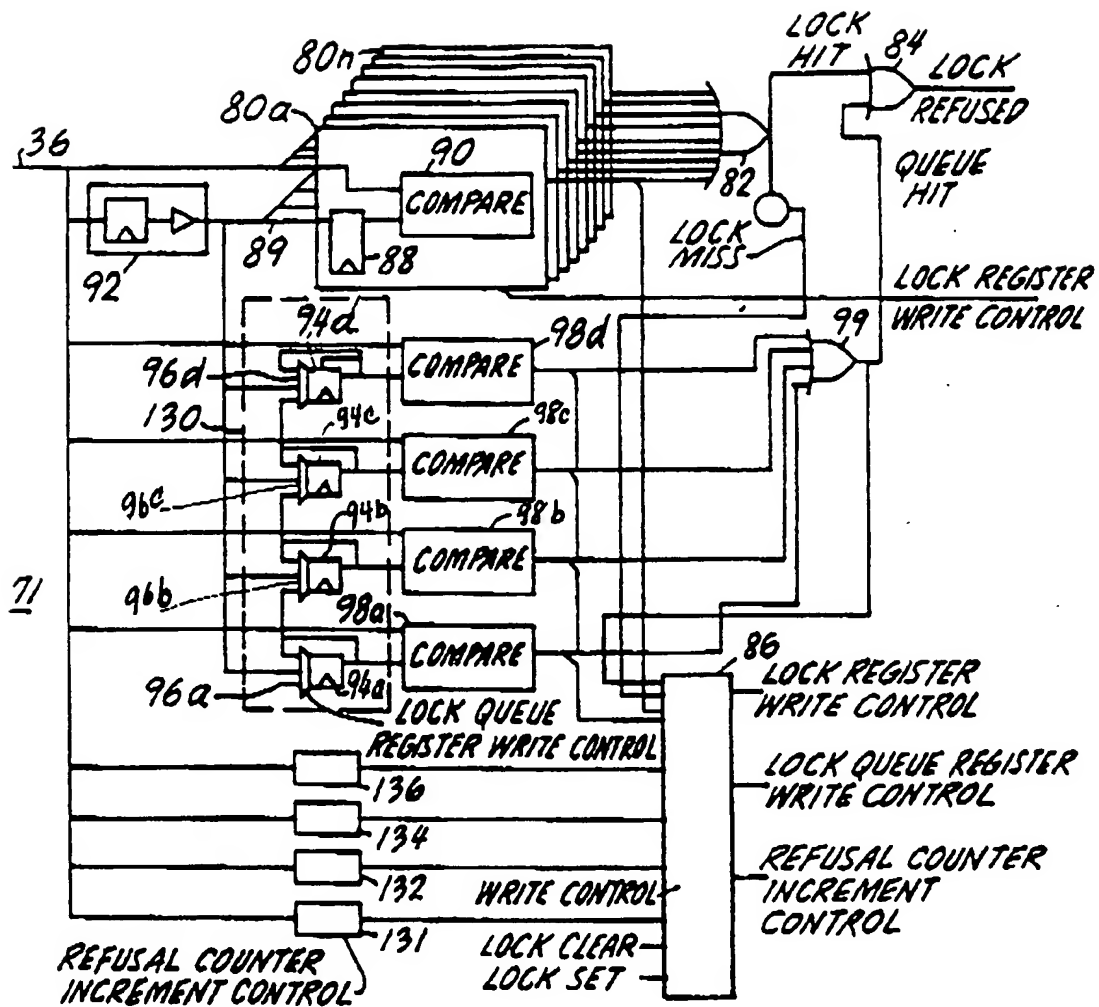 80n
LOCK
HIT
84
LOCK
REFUSED
80a
36
90
COMPARE
82
QUEUE
HIT
LOCK
MISS
92
89
88
LOCK REGISTER
WRITE CONTROL
94d
98d
99
96d
COMPARE
130
94c
98c
COMPARE
96c
94b
98b
COMPARE
96b
71
98a
COMPARE
86
96a
94a
LOCK QUEUE
REGISTER WRITE CONTROL
LOCK REGISTER
WRITE CONTROL
136
LOCK QUEUE REGISTER
WRITE CONTROL
134
132
WRITE CONTROL
REFUSAL COUNTER
INCREMENT
CONTROL
131
LOCK CLEAR
LOCK SET
REFUSAL COUNTER
INCREMENT CONTROL